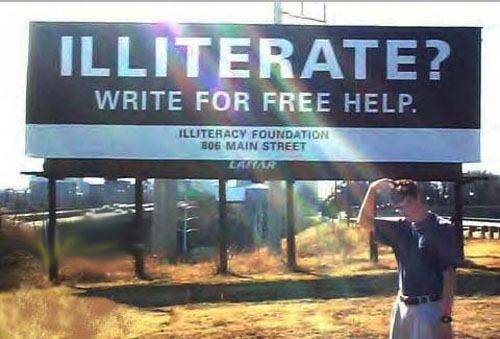 ILLITERATE?
WRITE FOR FREE HELP.
ILLITERACY FOUNDATION
806 MAIN STREET
LAMAR